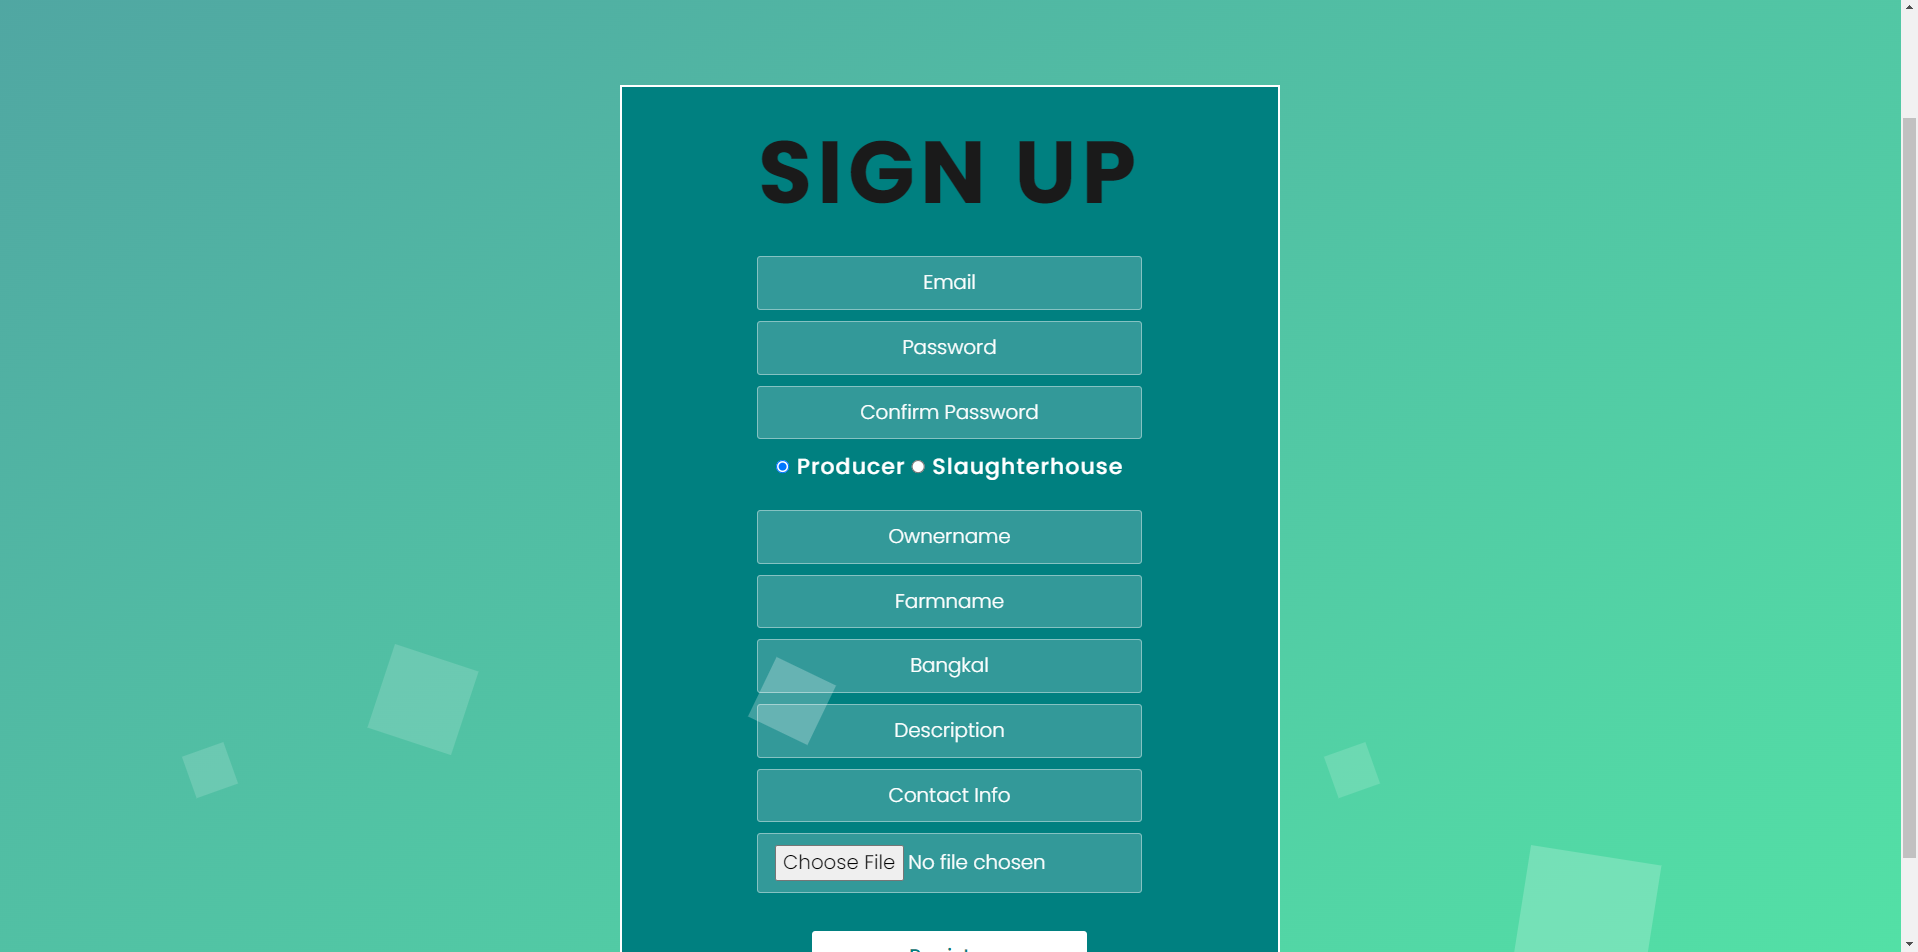 SIGN UP
Email
Password
Confirm Password
Producer Slaughterhouse
Ownername
Farmname
Bangkal
Description
Contact Info
Choose File No file chosen